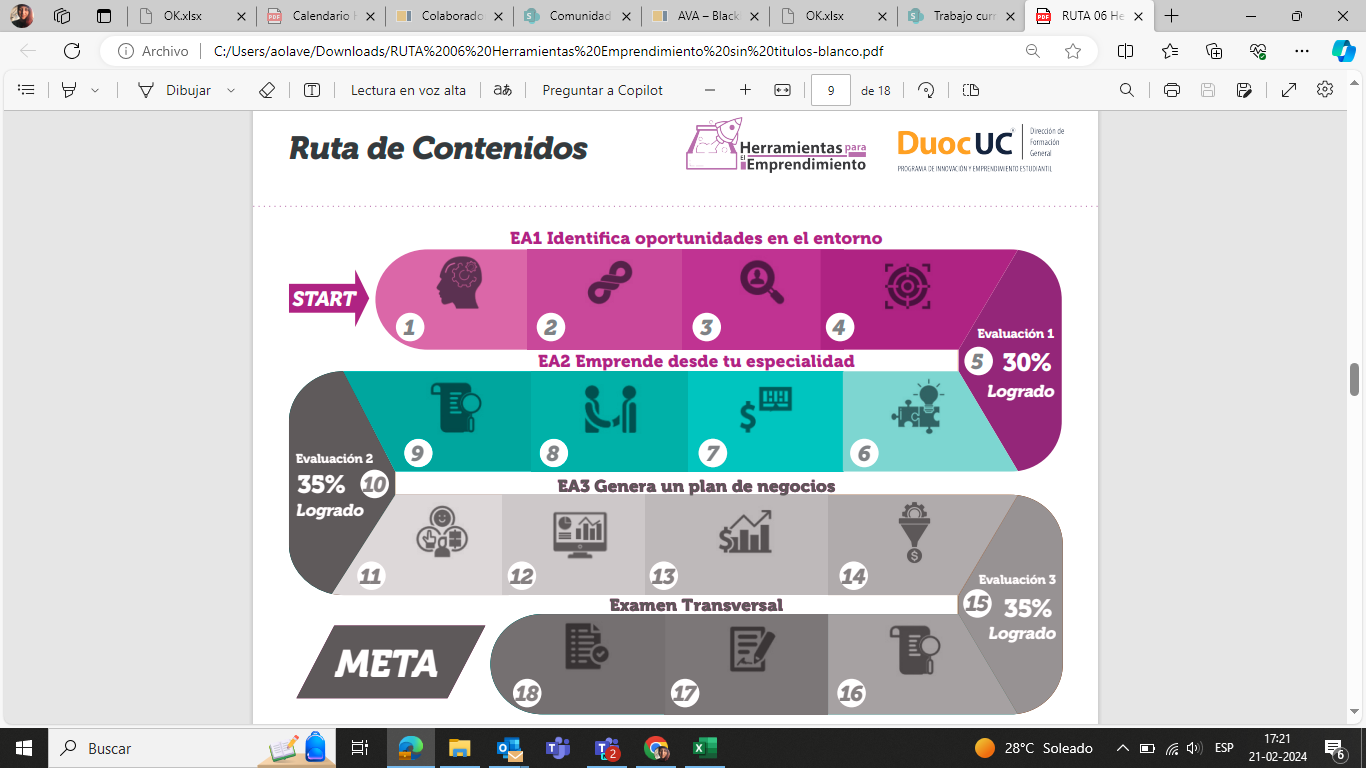 OK.xlsx
Calendario
Colaborado
Comunidad
AVA – Black
OK.xlsx
Trabajo curr
RUTA 06 He
Archivo
C:/Users/aolave/Downloads/RUTA%2006%20Herramientas%20Emprendimiento%20sin%20titulos-blanco.pdf
Dibujar
Lectura en voz alta
aあ
Preguntar a Copilot
9
de 18
Ruta de Contenidos
Herramientas para
El Emprendimiento
Duoc UC
Dirección de
Formación
General
PROGRAMA DE INNOVACIÓN Y EMPRENDIMIENTO ESTUDIANTIL
EA1 Identifica oportunidades en el entorno
START
1
2
3
4
Evaluación 1
5
30%
Logrado
EA2 Emprende desde tu especialidad
9
8
7
6
Evaluación 2
35%
10
Logrado
EA3 Genera un plan de negocios
11
12
13
14
Evaluación 3
15
35%
Logrado
Examen Transversal
META
18
17
16
Buscar
2
28°C Soleado
ESP
17:21
21-02-2024
6